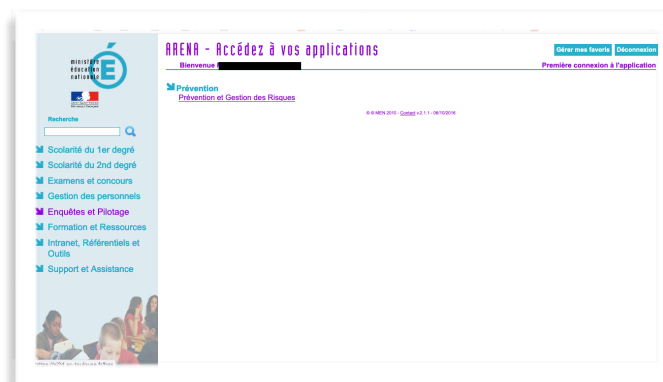 ministère
éducation
nationale
ARENA - Accédez à vos applications
Gérer mes favoris
Déconnexion
Bienvenue
Première connexion à l'application
Prévention
Prévention et Gestion des Risques
© © MEN 2010 - Contact v.2.1.1 - 06/10/2016
Recherche
Scolarité du 1er degré
Scolarité du 2nd degré
Examens et concours
Gestion des personnels
Enquêtes et Pilotage
Formation et Ressources
Intranet, Référentiels et
Outils
Support et Assistance